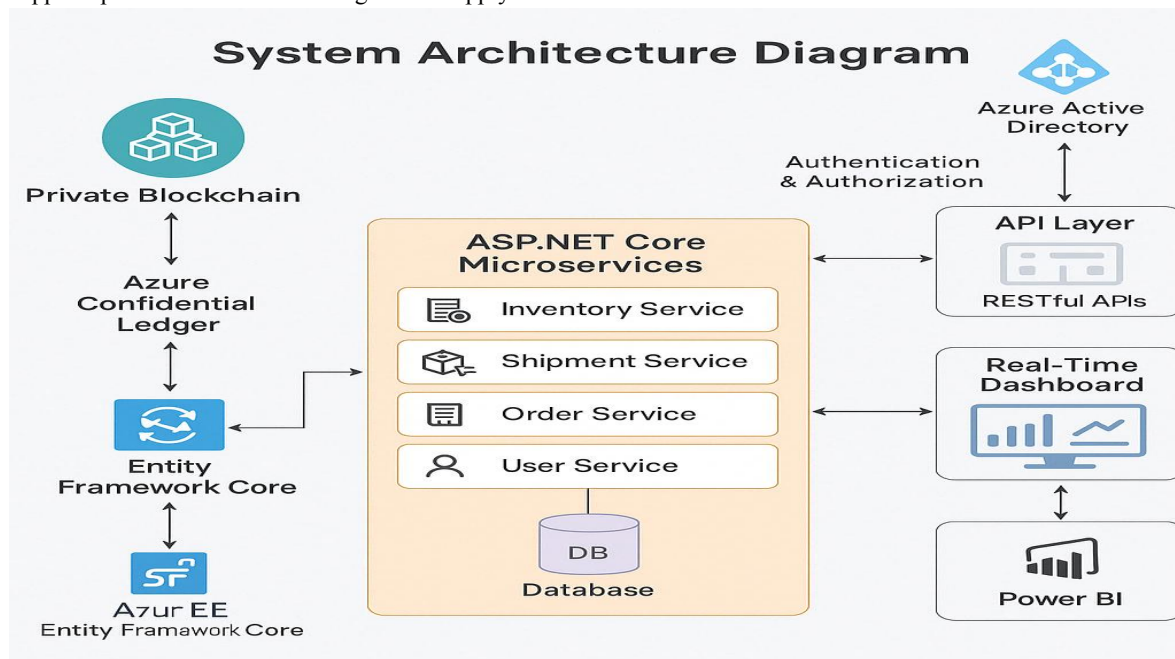 System Architecture Diagram
Private Blockchain
Azure
Confidential
Ledger
Entity
Framework Core
SF
Azur EE
Entity Framawork Core
ASP.NET Core
Microservices
Inventory Service
Shipment Service
Order Service
User Service
DB
Database
Azure Active
Directory
Authentication
& Authorization
API Layer
RESTful APIs
Real-Time
Dashboard
Power BI